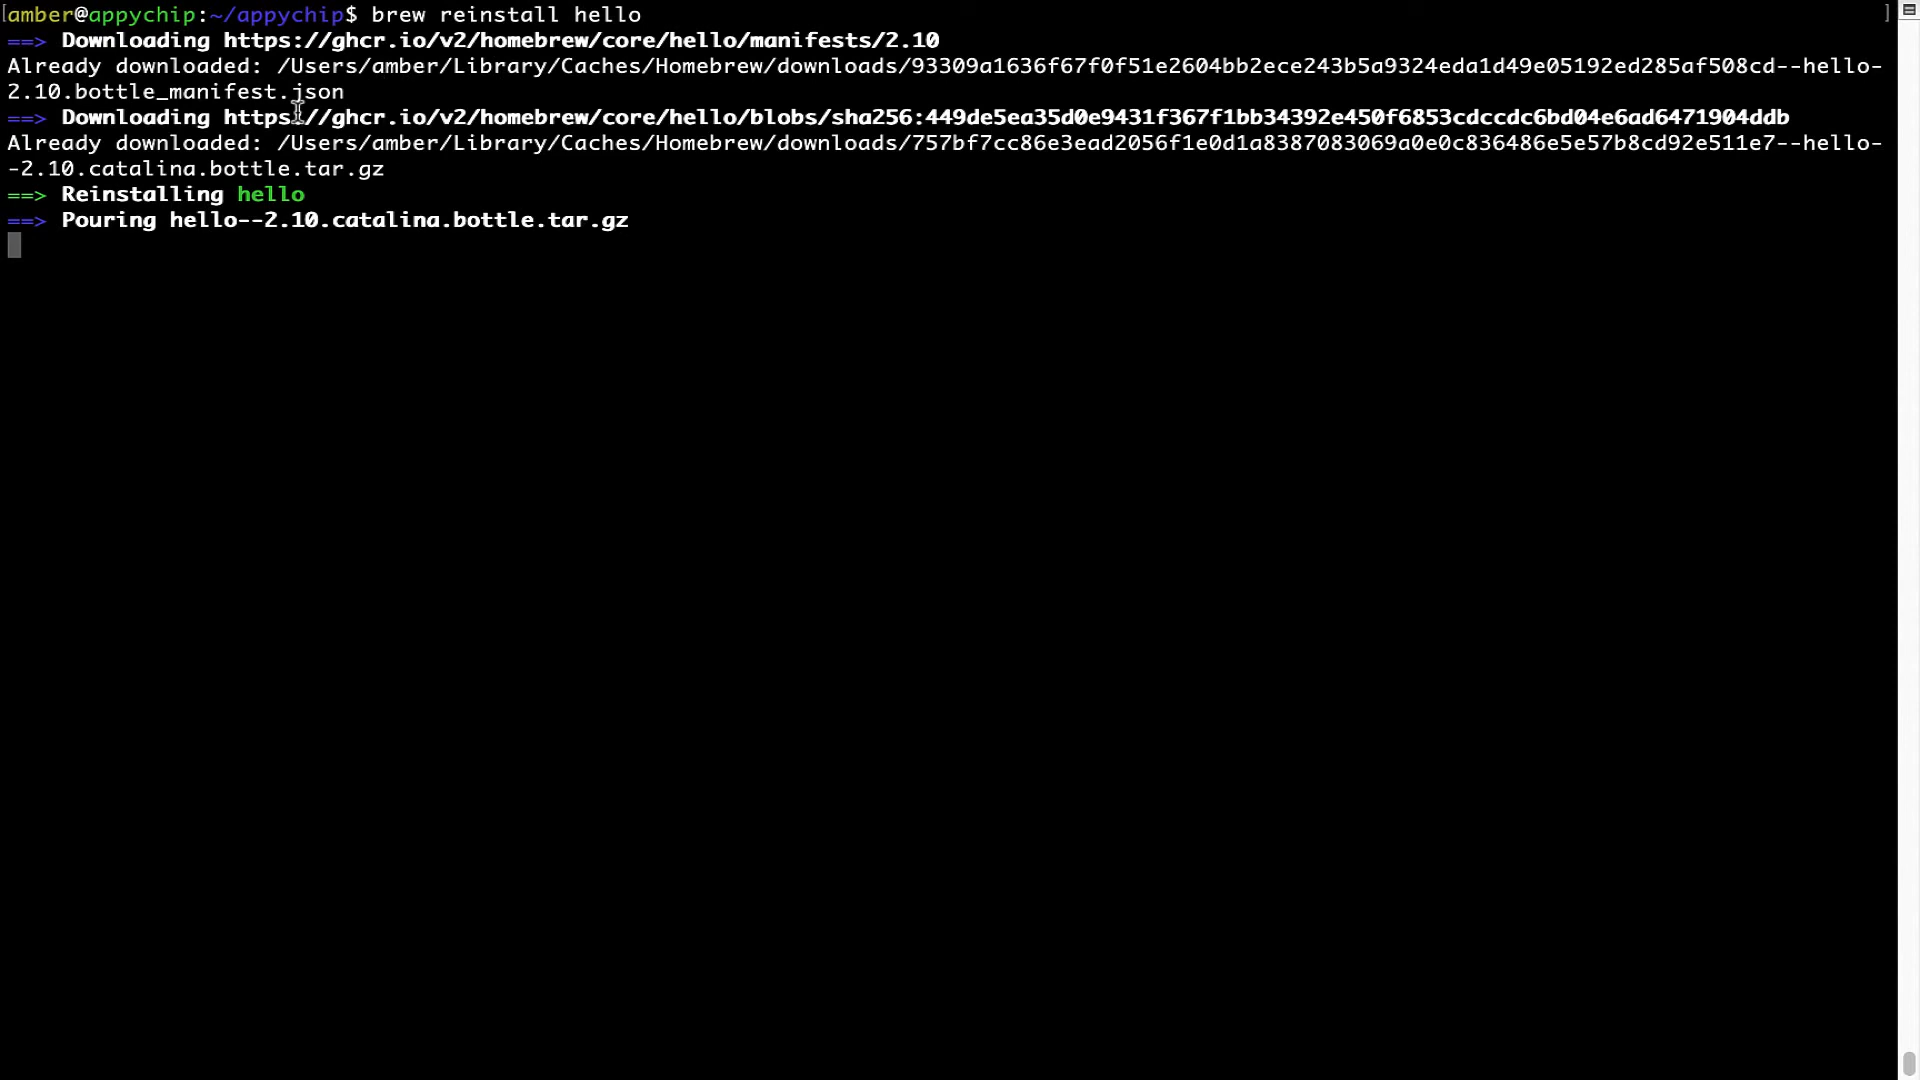 [amber@appychip:~/appychip$ brew reinstall hello ]
==> Downloading https://ghcr.io/v2/homebrew/core/hello/manifests/2.10
Already downloaded: /Users/amber/Library/Caches/Homebrew/downloads/93309a1636f67f0f51e2604bb2ece243b5a9324eda1d49e05192ed285af508cd--hello-
2.10.bottle_manifest.json
==> Downloading https://ghcr.io/v2/homebrew/core/hello/blobs/sha256:449de5ea35d0e9431f367f1bb34392e450f6853cdccdc6bd04e6ad6471904ddb
Already downloaded: /Users/amber/Library/Caches/Homebrew/downloads/757bf7cc86e3ead2056f1e0d1a8387083069a0e0c836486e5e57b8cd92e511e7--hello-
-2.10.catalina.bottle.tar.gz
==> Reinstalling hello
==> Pouring hello--2.10.catalina.bottle.tar.gz